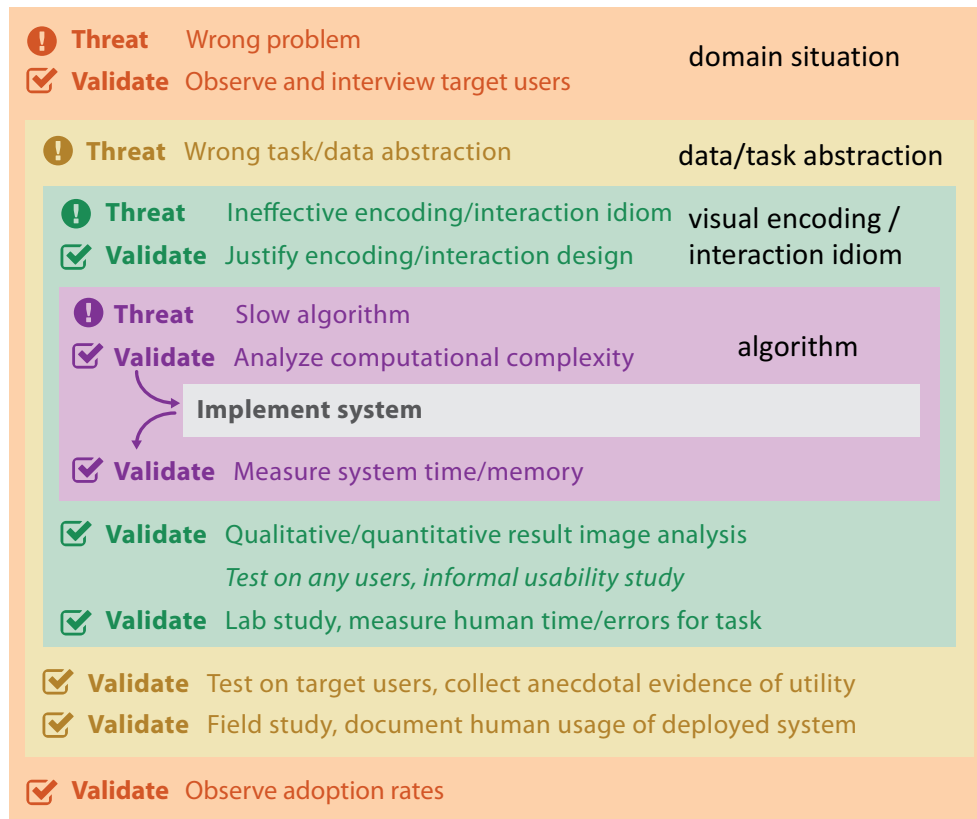 Threat Wrong problem
domain situation
Validate Observe and interview target users
Threat Wrong task/data abstraction
data/task abstraction
Threat Ineffective encoding/interaction idiom
visual encoding /
interaction idiom
Validate Justify encoding/interaction design
Threat Slow algorithm
Validate Analyze computational complexity
algorithm
Implement system
Validate Measure system time/memory
Validate Qualitative/quantitative result image analysis
Test on any users, informal usability study
Validate Lab study, measure human time/errors for task
Validate Test on target users, collect anecdotal evidence of utility
Validate Field study, document human usage of deployed system
Validate Observe adoption rates